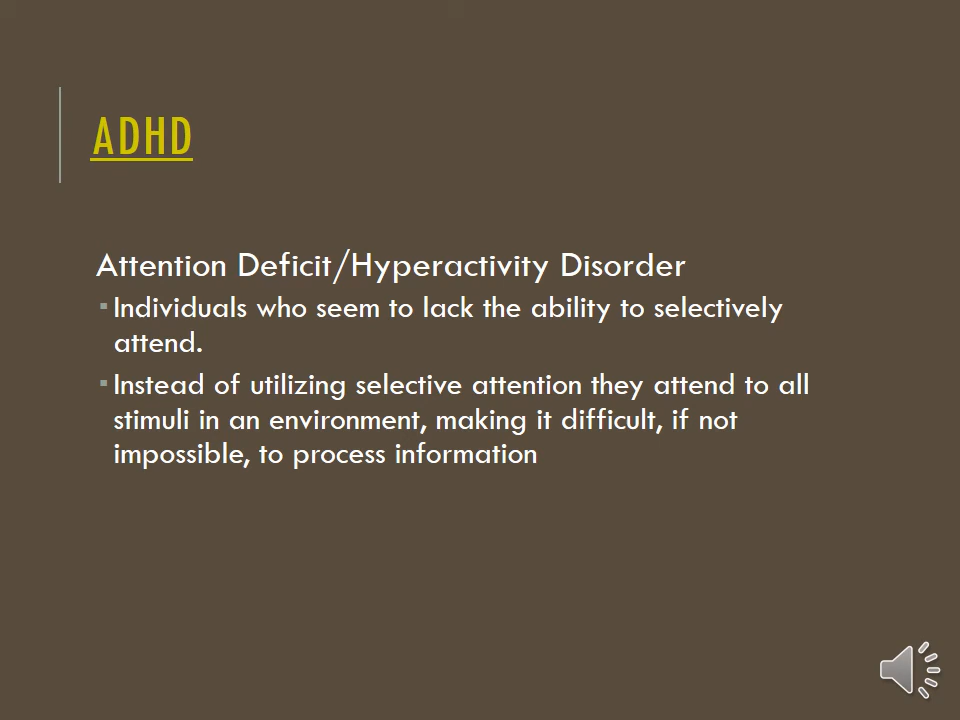 ADHD
Attention Deficit/Hyperactivity Disorder
▪ Individuals who seem to lack the ability to selectively
attend.
▪ Instead of utilizing selective attention they attend to all
stimuli in an environment, making it difficult, if not
impossible, to process information